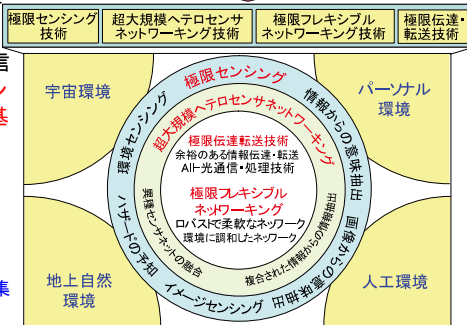 極限センシング
技術
超大規模ヘテロセンサ
ネットワーキング技術
極限フレキシブル
ネットワーキング技術
極限伝達・
転送技術
信
ン
基
集
宇宙環境
パーソナル
環境
地上自然
環境
人工環境
環境センシング
極限センシング
情報からの意味抽出
画像からの意味抽出
イメージセンシング
ハザードの予知
超大規模ヘテロセンサネットワーキング
異種センサネットの融合
複合された情報からの情報抽出
極限伝達転送技術
余裕のある情報伝達・転送
All-光通信・処理技術
極限フレキシブル
ネットワーキング
ロバストで柔軟なネッワーク
環境に調和したネットワーク